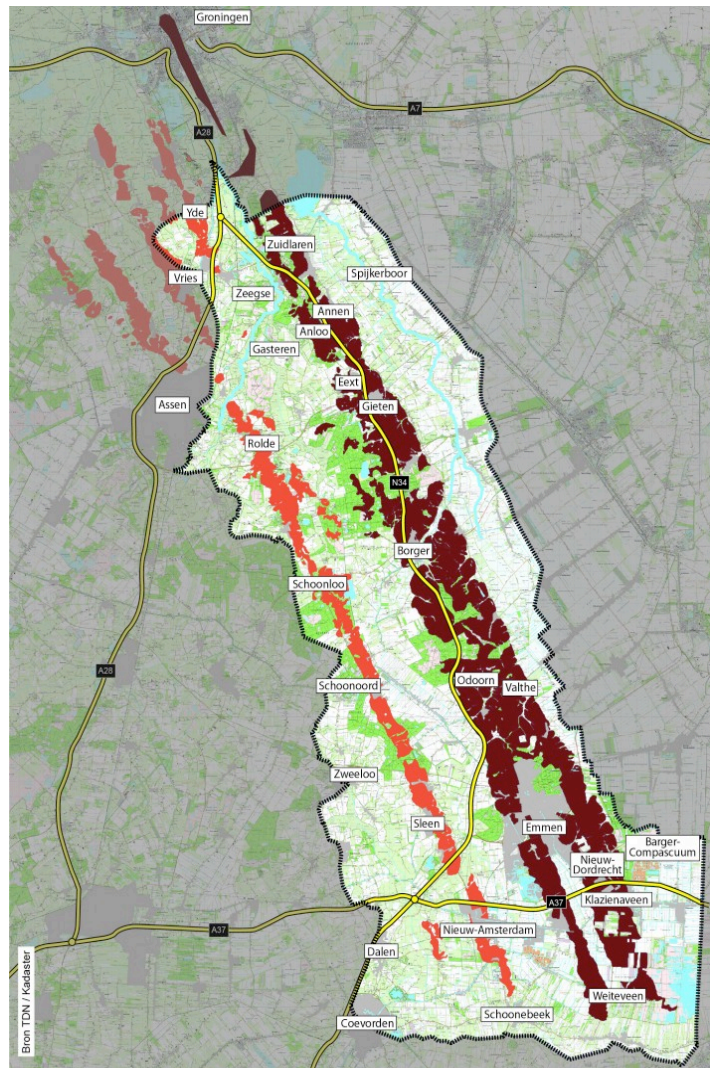 Groningen
A7
A28
Yde
Zuidlaren
Vries
Spijkerboor
Zeegse
Annen
Anloo
Gasteren
Eext
Assen
Gieten
Rolde
N34
Borger
Schoonloo
A28
Odoorn
Schoonoord
Valthe
Zweeloo
Sleen
Emmen
Barger-
Compascuum
Nieuw-
Dordrecht
Klazienaveen
A37
A37
Nieuw-Amsterdam
Dalen
Weiteveen
Schoonebeek
Coevorden
Bron TDN / Kadaster